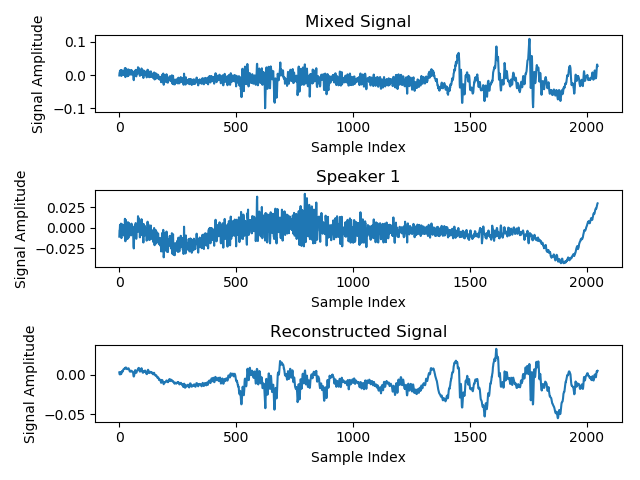 Mixed Signal
Signal Amplitude
0.1
0.0
−0.1
0 500 1000 1500 2000
Sample Index
Speaker 1
Signal Amplitude
0.025
0.000
−0.025
0 500 1000 1500 2000
Sample Index
Reconstructed Signal
Signal Amplitude
0.00
−0.05
0 500 1000 1500 2000
Sample Index